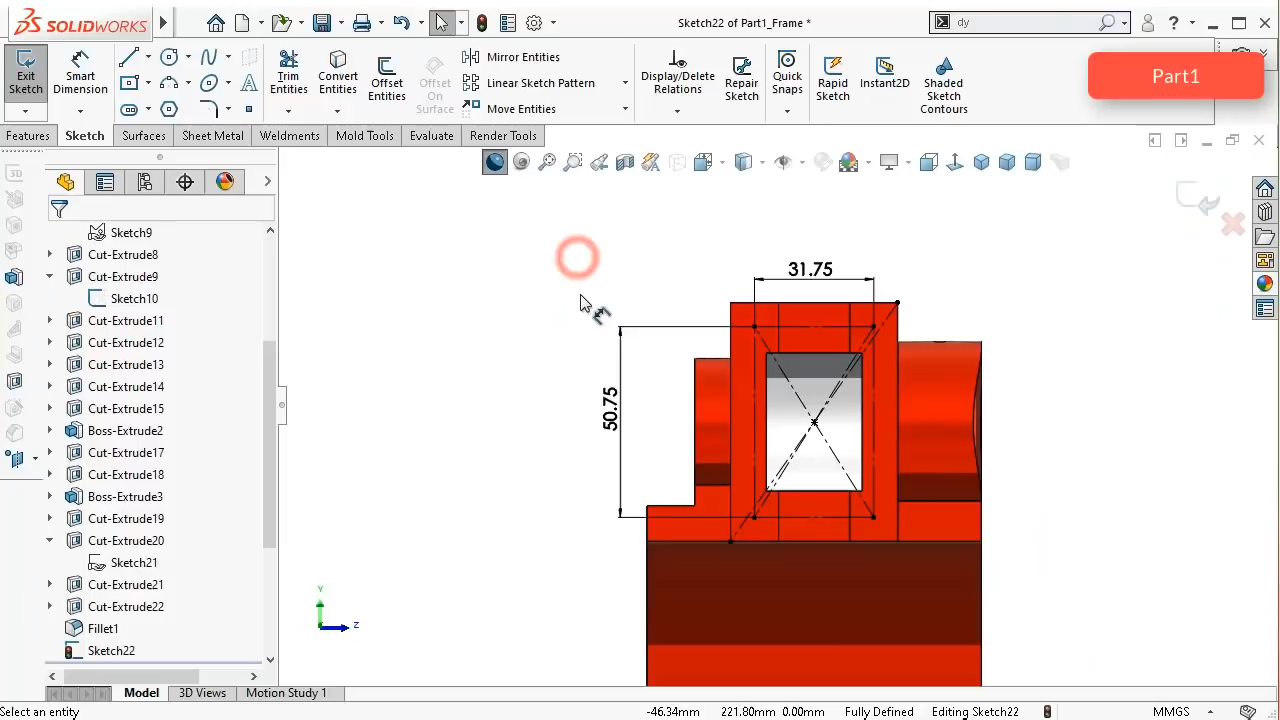 SOLIDWORKS
Sketch22 of Part1_Frame *
dy
Exit Sketch
Smart Dimension
Trim Entities
Convert Entities
Offset Entities
Offset On Surface
Mirror Entities
Linear Sketch Pattern
Move Entities
Display/Delete Relations
Repair Sketch
Quick Snaps
Rapid Sketch
Instant2D
Shaded Sketch Contours
Part1
Features
Sketch
Surfaces
Sheet Metal
Weldments
Mold Tools
Evaluate
Render Tools
Sketch9
Cut-Extrude8
Cut-Extrude9
Sketch10
Cut-Extrude11
Cut-Extrude12
Cut-Extrude13
Cut-Extrude14
Cut-Extrude15
Boss-Extrude2
Cut-Extrude17
Cut-Extrude18
Boss-Extrude3
Cut-Extrude19
Cut-Extrude20
Sketch21
Cut-Extrude21
Cut-Extrude22
Fillet1
Sketch22
31.75
50.75
Y
Z
Model
3D Views
Motion Study 1
Select an entity
-46.34mm
221.80mm 0.00mm
Fully Defined
Editing Sketch22
MMGS